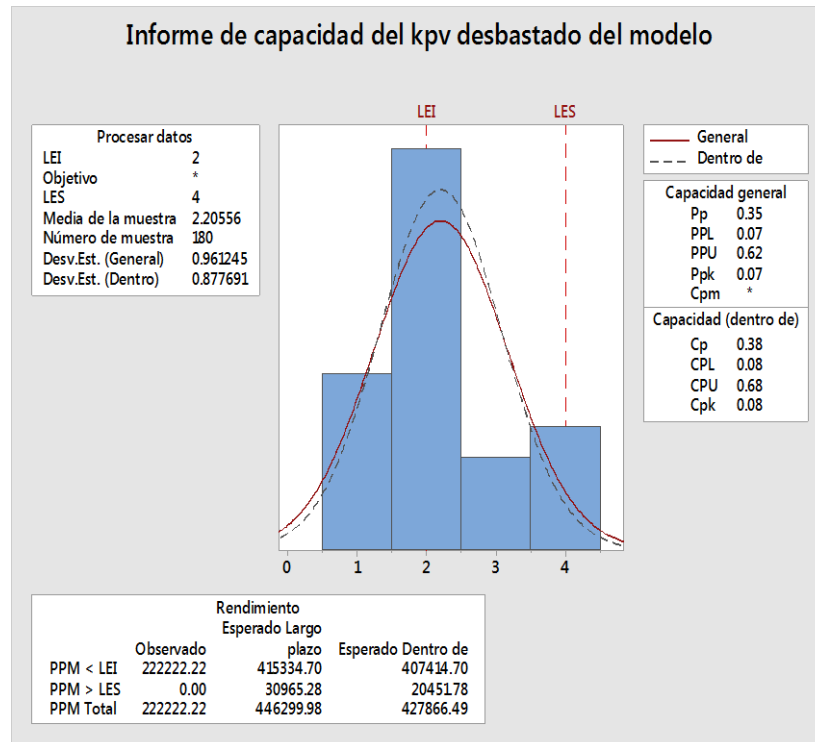 Informe de capacidad del kpv desbastado del modelo
LEI LES
Procesar datos
LEI 2
Objetivo *
LES 4
Media de la muestra 2.20556
Número de muestra 180
Desv.Est. (General) 0.961245
Desv.Est. (Dentro) 0.877691
General
Dentro de
Capacidad general
Pp 0.35
PPL 0.07
PPU 0.62
Ppk 0.07
Cpm *
Capacidad (dentro de)
Cp 0.38
CPL 0.08
CPU 0.68
Cpk 0.08
0 1 2 3 4
Rendimiento
Esperado Largo
Observado plazo Esperado Dentro de
PPM < LEI 222222.22 415334.70 407414.70
PPM > LES 0.00 30965.28 20451.78
PPM Total 222222.22 446299.98 427866.49